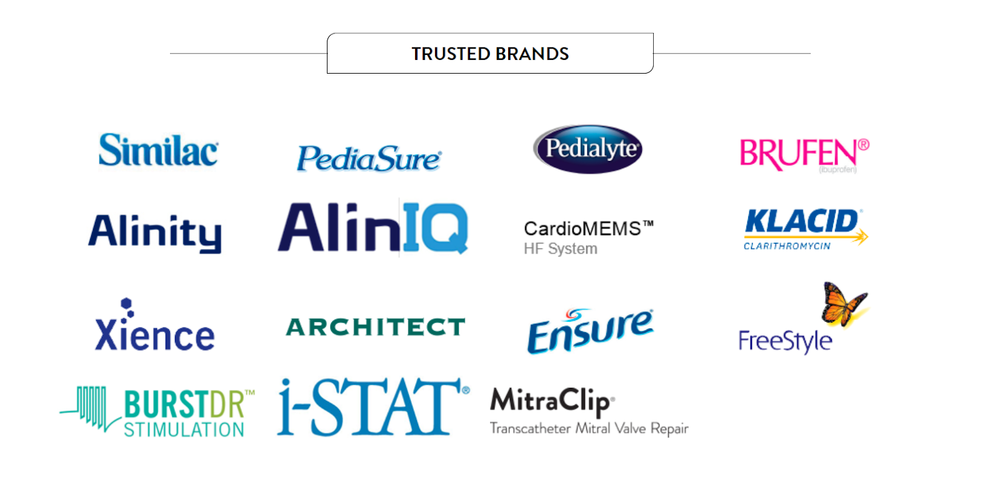 TRUSTED BRANDS
Similac®
PediaSure®
Pedialyte®
BRUFEN®
(ibuprofen)
Alinity
AlinIQ
CardioMEMS™
HF System
KLACID®
CLARITHROMYCIN
Xience
ARCHITECT
Ensure®
FreeStyle
BURSTDR™
STIMULATION
i-STAT®
MitraClip®
Transcatheter Mitral Valve Repair